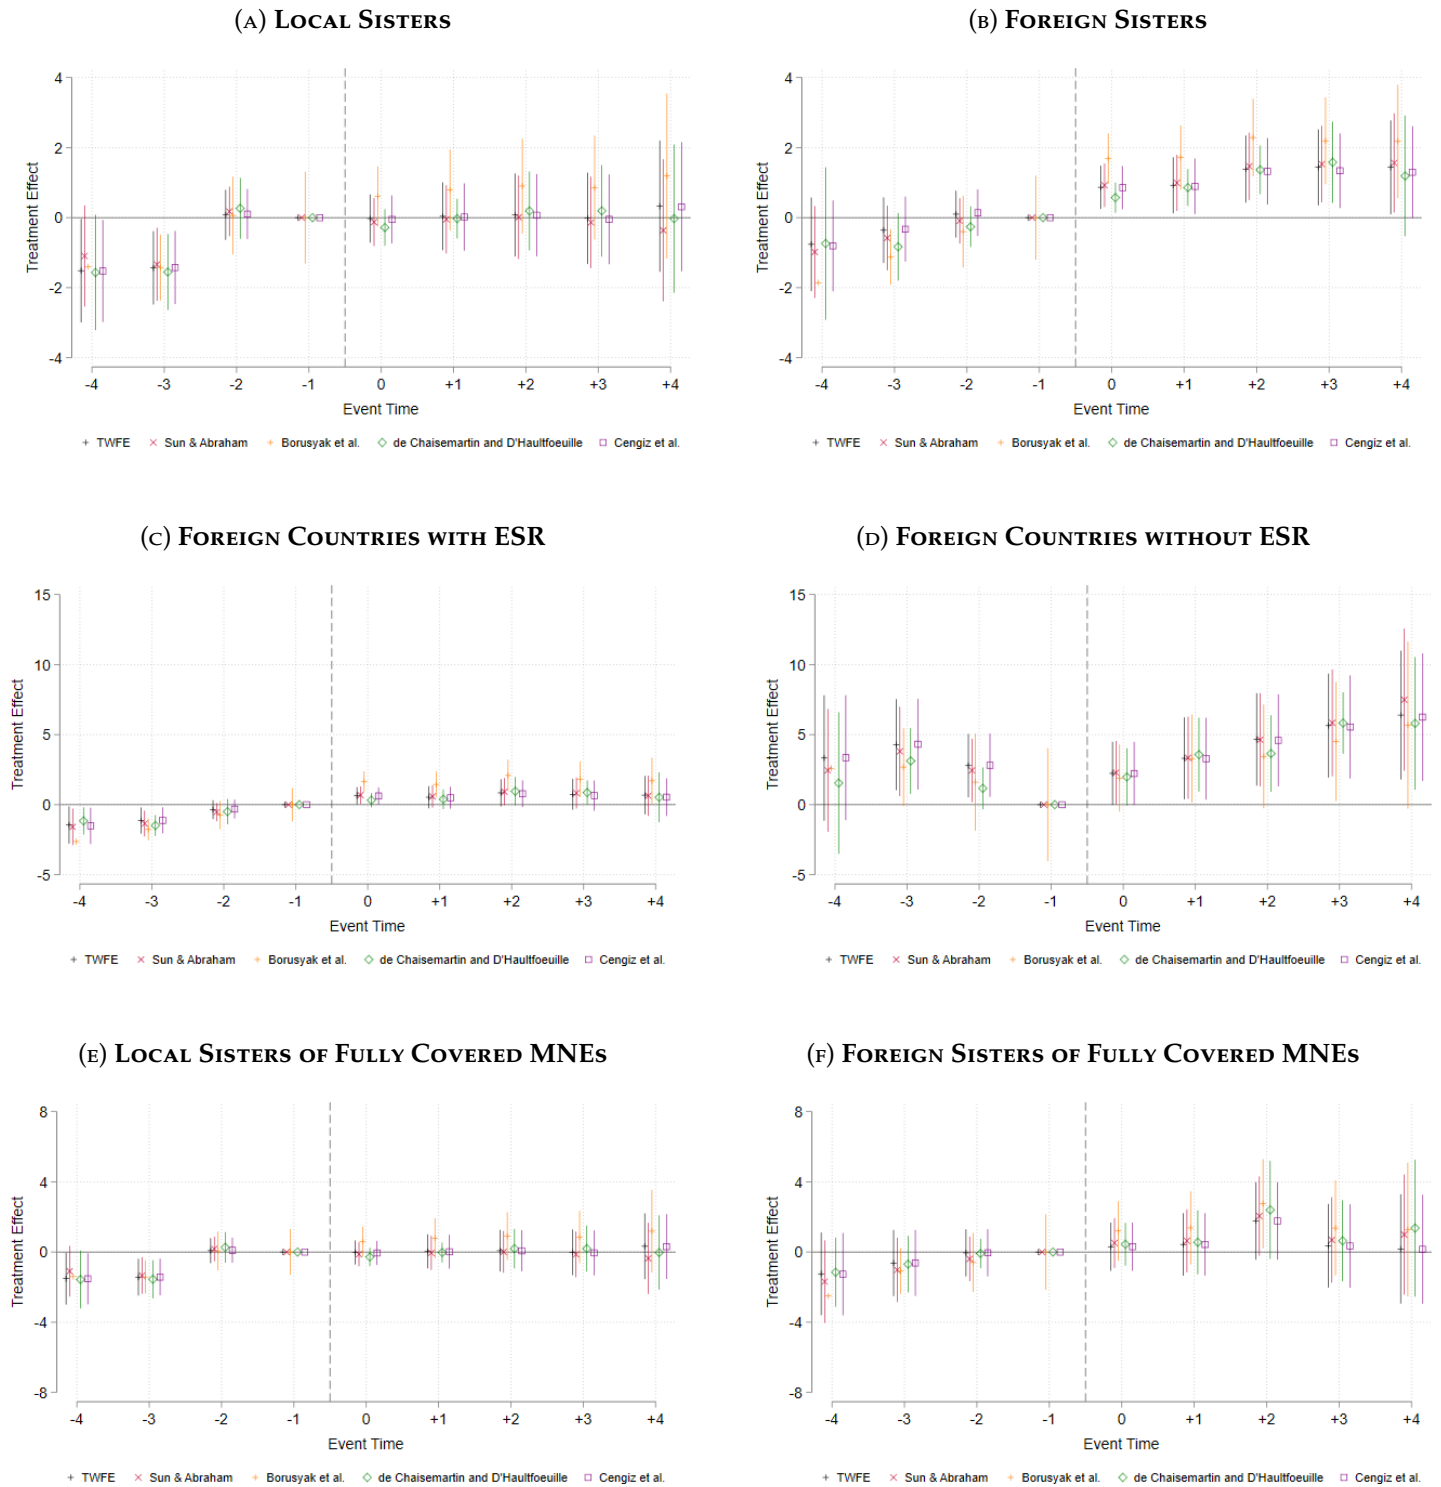 (A) LOCAL SISTERS
4
2
0
-2
-4
Treatment Effect
-4 -3 -2 -1 0 +1 +2 +3 +4
Event Time
TWFE Sun & Abraham Borusyak et al. de Chaisemartin and D'Haultfoeuille Cengiz et al.
(B) FOREIGN SISTERS
4
2
0
-2
-4
Treatment Effect
-4 -3 -2 -1 0 +1 +2 +3 +4
Event Time
TWFE Sun & Abraham Borusyak et al. de Chaisemartin and D'Haultfoeuille Cengiz et al.
(C) FOREIGN COUNTRIES WITH ESR
15
10
5
0
-5
Treatment Effect
-4 -3 -2 -1 0 +1 +2 +3 +4
Event Time
TWFE Sun & Abraham Borusyak et al. de Chaisemartin and D'Haultfoeuille Cengiz et al.
(D) FOREIGN COUNTRIES WITHOUT ESR
15
10
5
0
-5
Treatment Effect
-4 -3 -2 -1 0 +1 +2 +3 +4
Event Time
TWFE Sun & Abraham Borusyak et al. de Chaisemartin and D'Haultfoeuille Cengiz et al.
(E) LOCAL SISTERS OF FULLY COVERED MNES
8
4
0
-4
-8
Treatment Effect
-4 -3 -2 -1 0 +1 +2 +3 +4
Event Time
TWFE Sun & Abraham Borusyak et al. de Chaisemartin and D'Haultfoeuille Cengiz et al.
(F) FOREIGN SISTERS OF FULLY COVERED MNES
8
4
0
-4
-8
Treatment Effect
-4 -3 -2 -1 0 +1 +2 +3 +4
Event Time
TWFE Sun & Abraham Borusyak et al. de Chaisemartin and D'Haultfoeuille Cengiz et al.